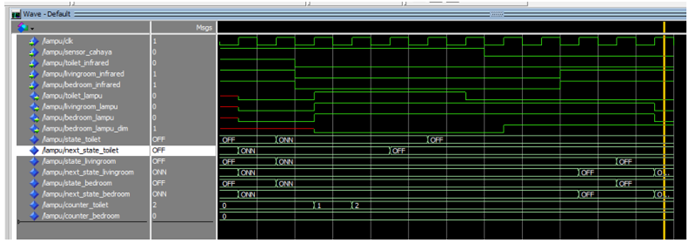 Wave - Default
Msgs
/lampu/clk 1
/lampu/sensor_cahaya 0
/lampu/toilet_infrared 0
/lampu/livingroom_infrared 1
/lampu/bedroom_infrared 1
/lampu/toilet_lampu 0
/lampu/livingroom_lampu 0
/lampu/bedroom_lampu 0
/lampu/bedroom_lampu_dim 1
/lampu/state_toilet OFF OFF ONN OFF
/lampu/next_state_toilet OFF ONN OFF
/lampu/state_livingroom OFF OFF ONN OFF
/lampu/next_state_livingroom ONN ONN OFF O...
/lampu/state_bedroom OFF OFF ONN OFF
/lampu/next_state_bedroom ONN ONN OFF O...
/lampu/counter_toilet 2 0 1 2
/lampu/counter_bedroom 0 0